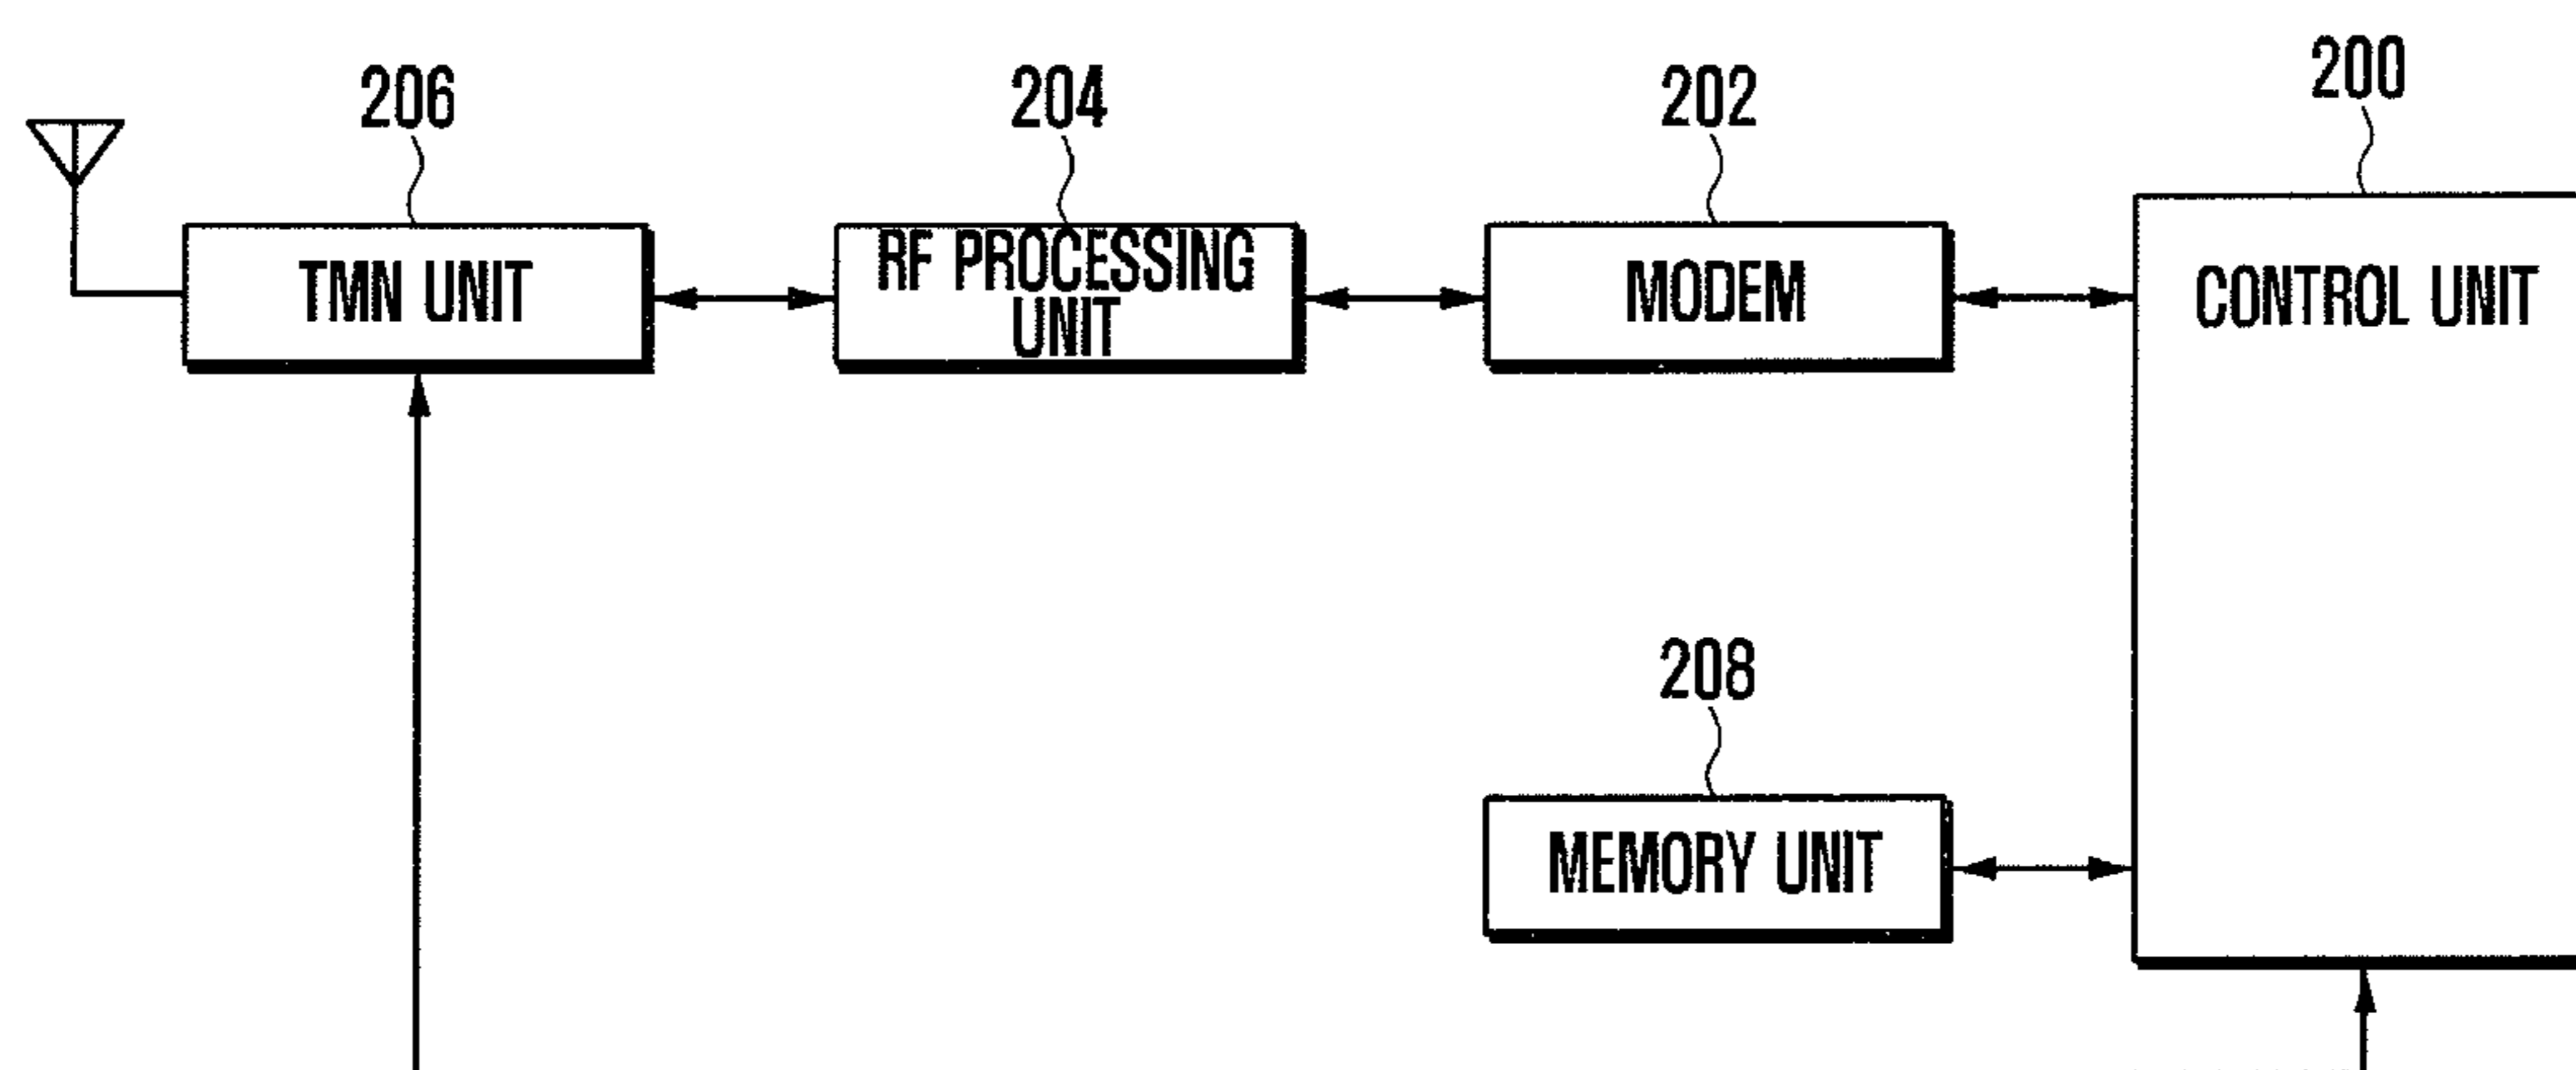 206
204
202
200
TMN UNIT
RF PROCESSING
UNIT
MODEM
CONTROL UNIT
208
MEMORY UNIT